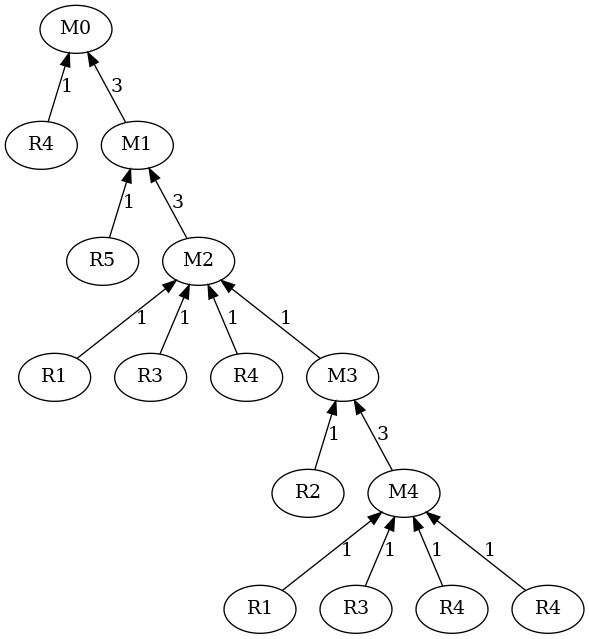 M0
1 3
R4 M1
1 3
R5 M2
1 1 1 1
R1 R3 R4 M3
1 3
R2 M4
1 1 1 1
R1 R3 R4 R4